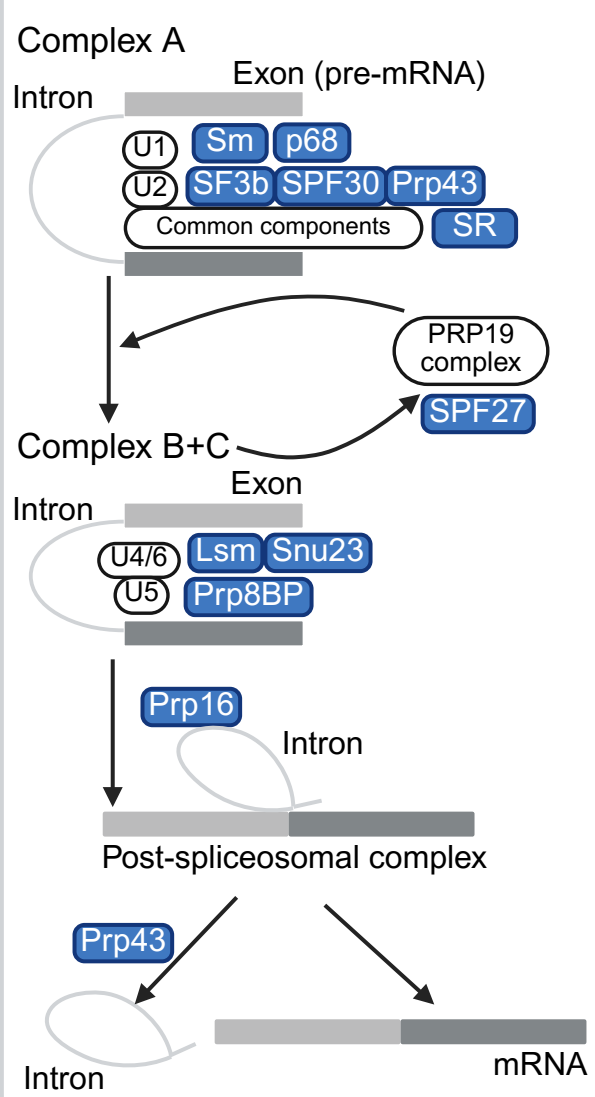 Complex A
Exon (pre-mRNA)
Intron
U1 Sm p68
U2 SF3b SPF30 Prp43
Common components SR
PRP19
complex
SPF27
Complex B+C
Exon
Intron
U4/6 Lsm Snu23
U5 Prp8BP
Prp16
Intron
Post-spliceosomal complex
Prp43
Intron
mRNA